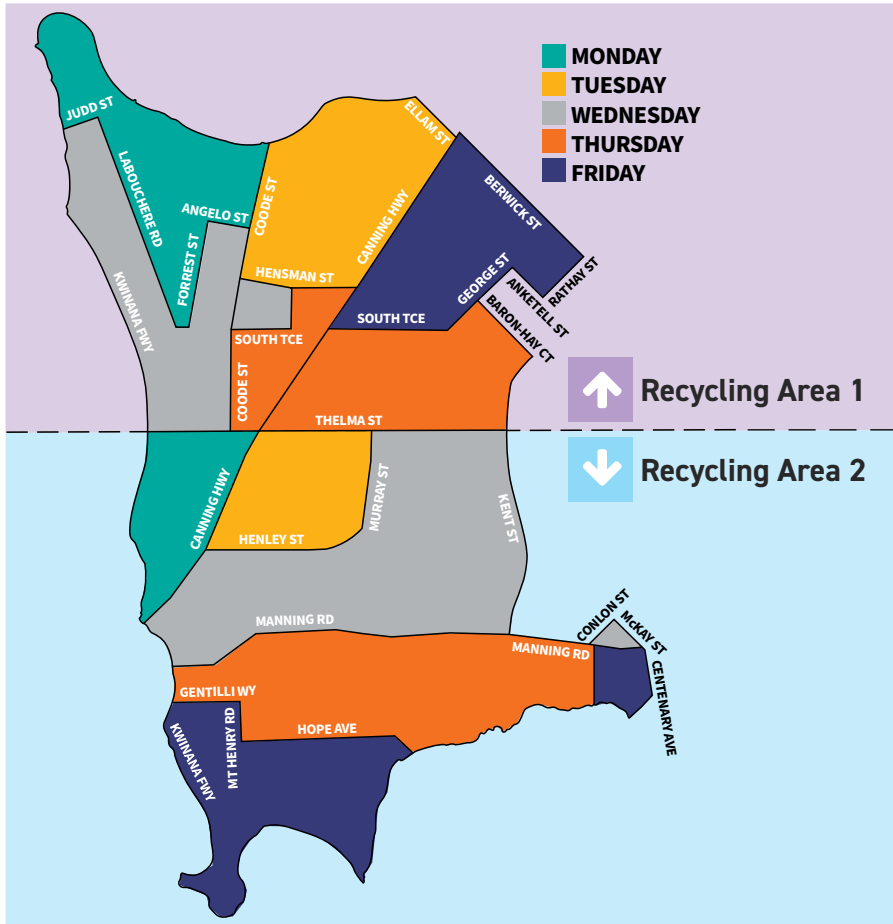 MONDAY
TUESDAY
WEDNESDAY
THURSDAY
FRIDAY
JUDD ST
LABOUCHERE RD
ANGELO ST
FORREST ST
COODE ST
ELLAM ST
CANNING HWY
BERWICK ST
HENSMAN ST
KWINANA FWY
SOUTH TCE
SOUTH TCE
GEORGE ST
ANKETELL ST
RATHAY ST
BARON-HAY CT
COODE ST
THELMA ST
Recycling Area 1
Recycling Area 2
CANNING HWY
MURRAY ST
HENLEY ST
KENT ST
MANNING RD
CONLON ST
McKAY ST
MANNING RD
CENTENARY AVE
GENTILLI WY
MT HENRY RD
HOPE AVE
KWINANA FWY